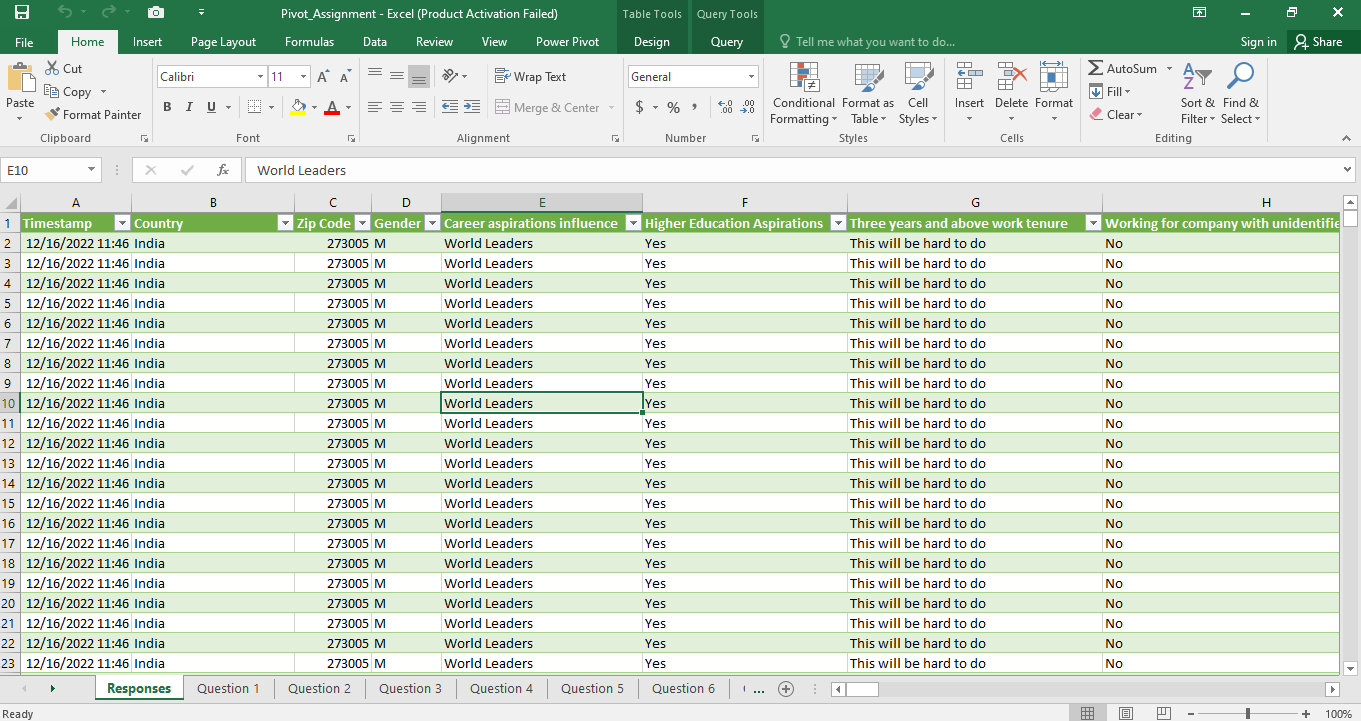 Pivot_Assignment - Excel (Product Activation Failed) Table Tools Query Tools
File Home Insert Page Layout Formulas Data Review View Power Pivot Design Query Tell me what you want to do... Sign in Share
Paste Cut Copy Format Painter Calibri 11 B I U Wrap Text Merge & Center General $ % Conditional Formatting Format as Table Cell Styles Insert Delete Format AutoSum Fill Clear Sort & Filter Find & Select
Clipboard Font Alignment Number Styles Cells Editing
E10 fx World Leaders
A B C D E F G H
1 Timestamp Country Zip Code Gender Career aspirations influence Higher Education Aspirations Three years and above work tenure Working for company with unidentifie
2 12/16/2022 11:46 India 273005 M World Leaders Yes This will be hard to do No
3 12/16/2022 11:46 India 273005 M World Leaders Yes This will be hard to do No
4 12/16/2022 11:46 India 273005 M World Leaders Yes This will be hard to do No
5 12/16/2022 11:46 India 273005 M World Leaders Yes This will be hard to do No
6 12/16/2022 11:46 India 273005 M World Leaders Yes This will be hard to do No
7 12/16/2022 11:46 India 273005 M World Leaders Yes This will be hard to do No
8 12/16/2022 11:46 India 273005 M World Leaders Yes This will be hard to do No
9 12/16/2022 11:46 India 273005 M World Leaders Yes This will be hard to do No
10 12/16/2022 11:46 India 273005 M World Leaders Yes This will be hard to do No
11 12/16/2022 11:46 India 273005 M World Leaders Yes This will be hard to do No
12 12/16/2022 11:46 India 273005 M World Leaders Yes This will be hard to do No
13 12/16/2022 11:46 India 273005 M World Leaders Yes This will be hard to do No
14 12/16/2022 11:46 India 273005 M World Leaders Yes This will be hard to do No
15 12/16/2022 11:46 India 273005 M World Leaders Yes This will be hard to do No
16 12/16/2022 11:46 India 273005 M World Leaders Yes This will be hard to do No
17 12/16/2022 11:46 India 273005 M World Leaders Yes This will be hard to do No
18 12/16/2022 11:46 India 273005 M World Leaders Yes This will be hard to do No
19 12/16/2022 11:46 India 273005 M World Leaders Yes This will be hard to do No
20 12/16/2022 11:46 India 273005 M World Leaders Yes This will be hard to do No
21 12/16/2022 11:46 India 273005 M World Leaders Yes This will be hard to do No
22 12/16/2022 11:46 India 273005 M World Leaders Yes This will be hard to do No
23 12/16/2022 11:46 India 273005 M World Leaders Yes This will be hard to do No
Responses Question 1 Question 2 Question 3 Question 4 Question 5 Question 6 ...
Ready 100%